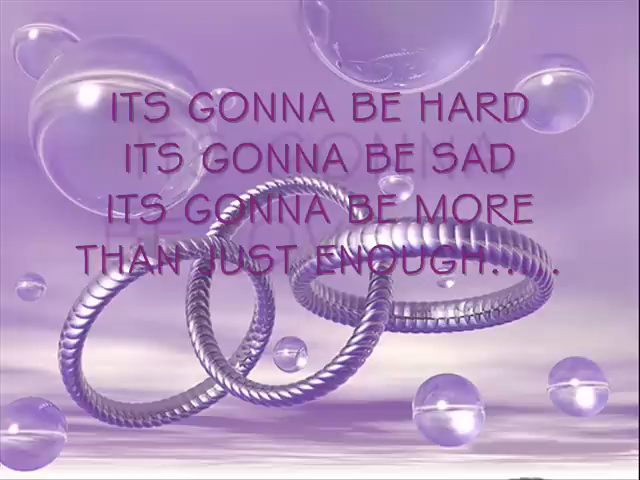 ITS GONNA BE HARD
ITS GONNA BE SAD
ITS GONNA BE MORE
THAN JUST ENOUGH......